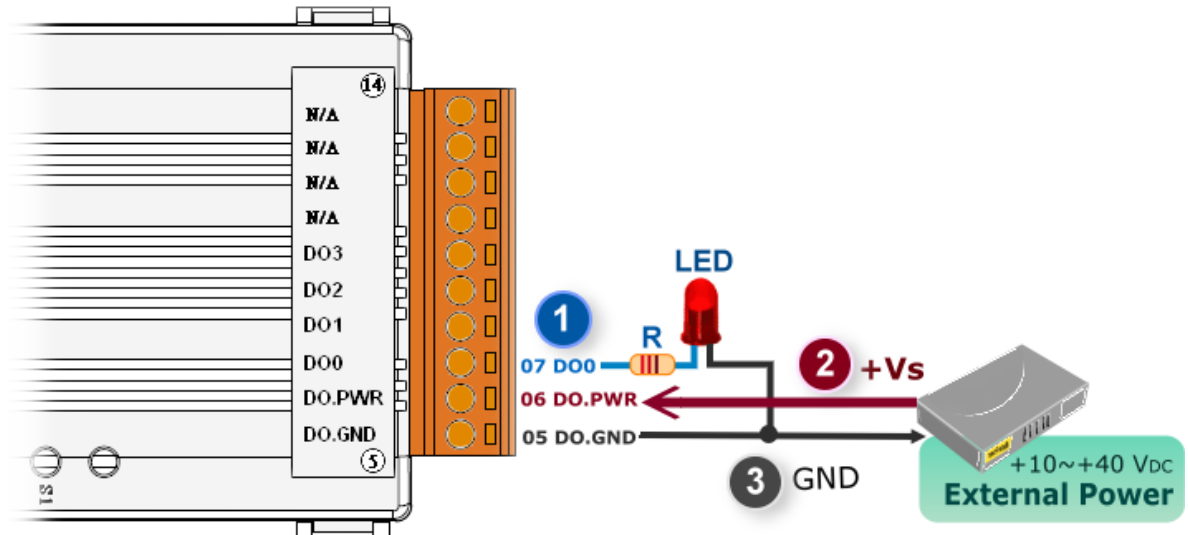 14
N/A
N/A
N/A
N/A
DO3
DO2
DO1
DO0
DO.PWR
DO.GND
5
S1
LED
1
R
07 DO0
2 +Vs
06 DO.PWR
05 DO.GND
3 GND
+10~+40 VDC
External Power